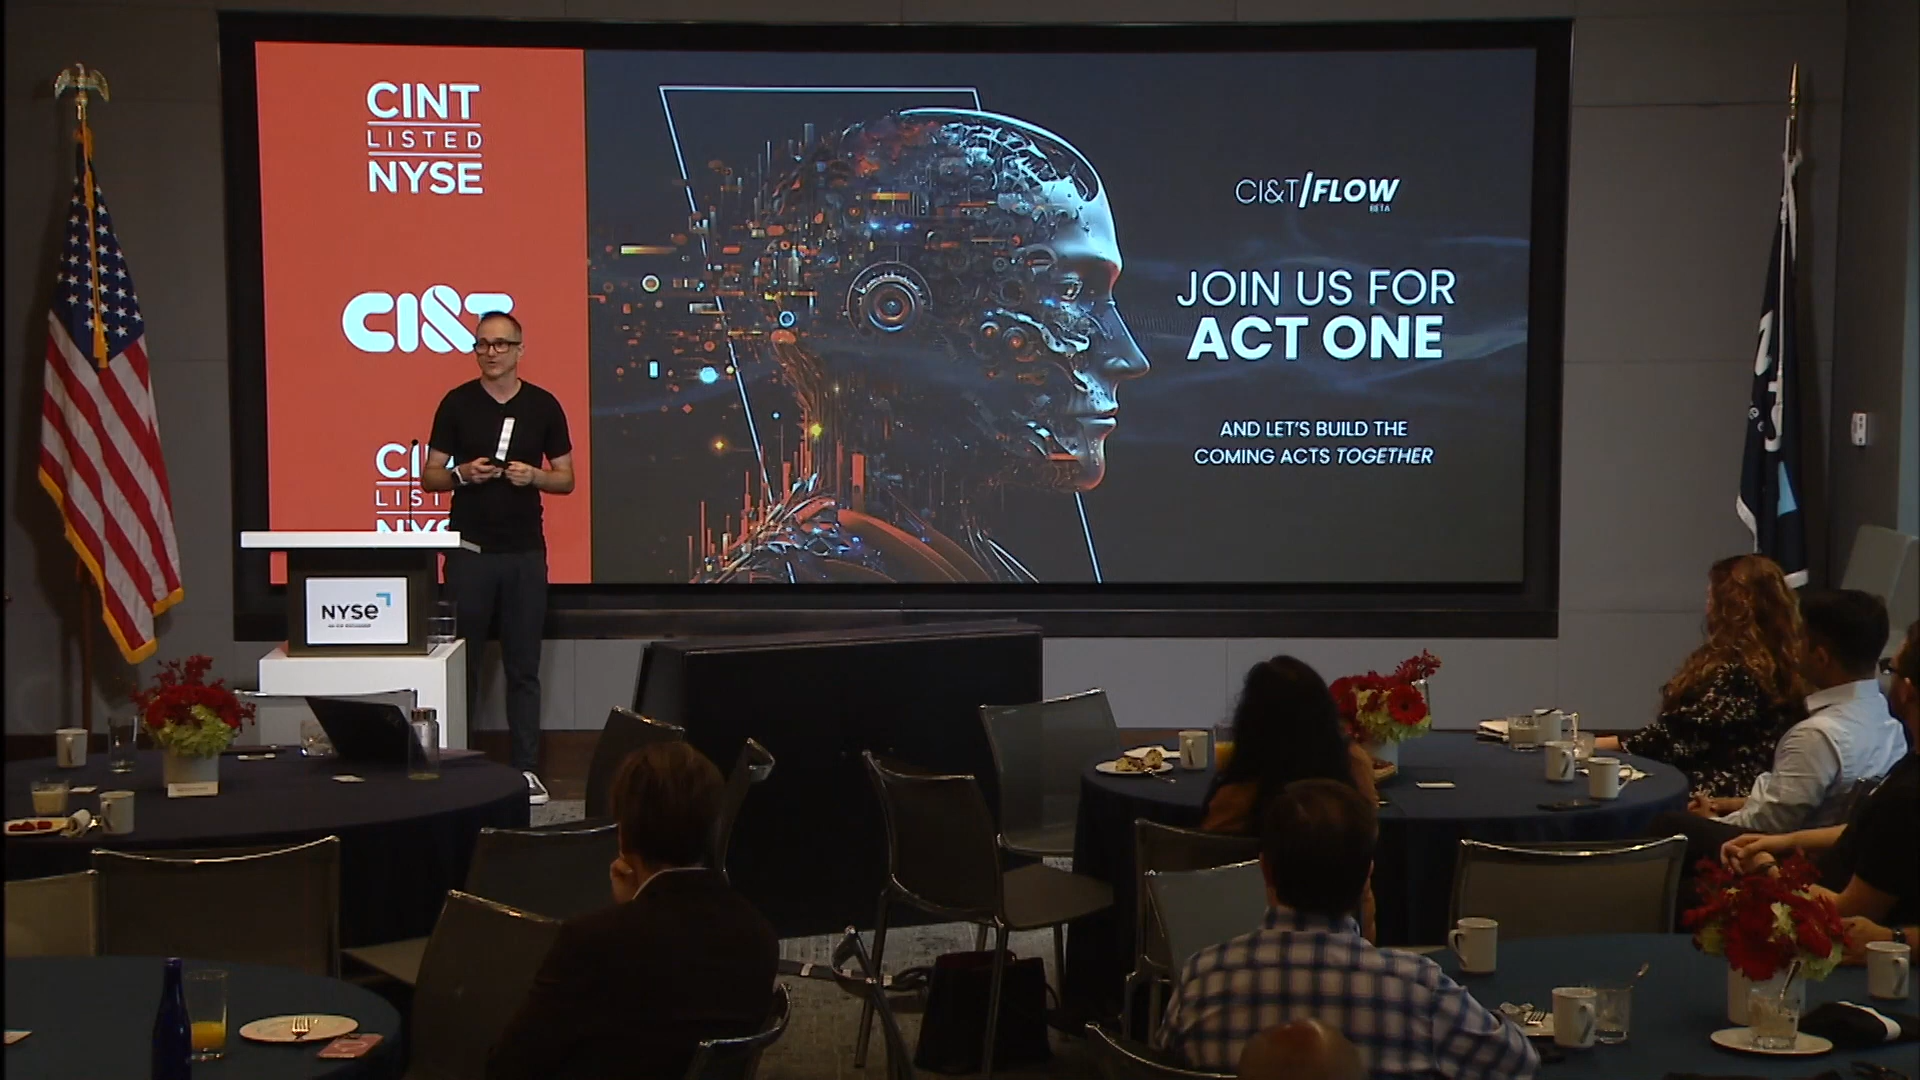 CINT
LISTED
NYSE
CI&T
LIST
CI&T/FLOW
BETA
JOIN US FOR
ACT ONE
AND LET'S BUILD THE
COMING ACTS TOGETHER
NYSE